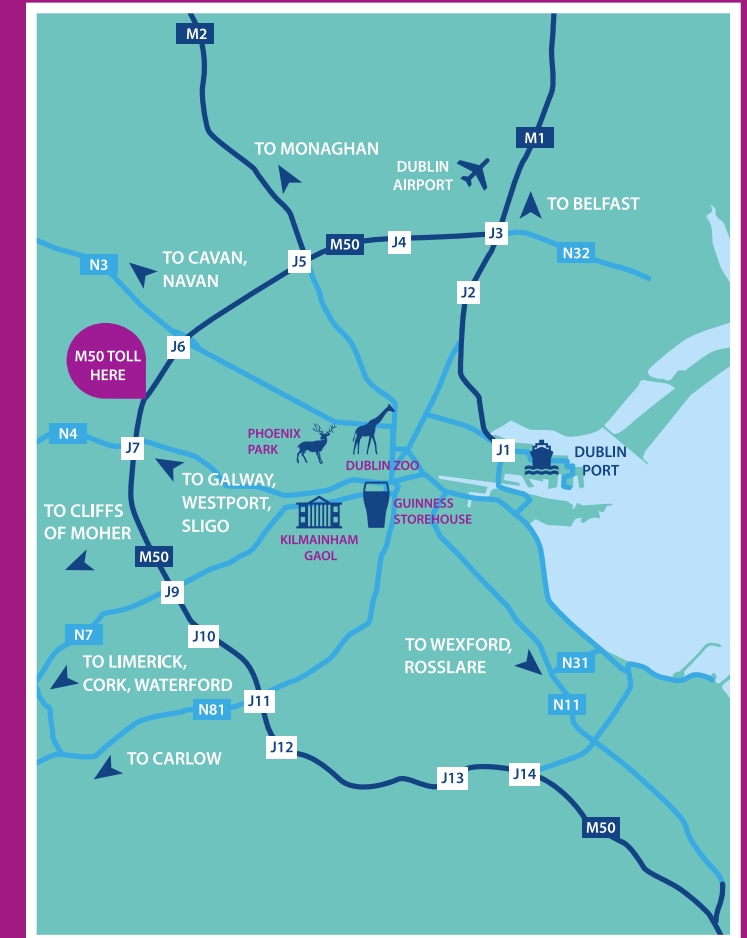 M2
M1
TO MONAGHAN
DUBLIN
AIRPORT
TO BELFAST
J3
M50
J4
N32
J5
TO CAVAN,
NAVAN
N3
J2
J6
M50 TOLL
HERE
PHOENIX
PARK
N4
J7
J1
DUBLIN
PORT
DUBLIN ZOO
TO GALWAY,
WESTPORT,
SLIGO
GUINNESS
STOREHOUSE
TO CLIFFS
OF MOHER
KILMAINHAM
GAOL
M50
J9
N7
J10
TO WEXFORD,
ROSSLARE
TO LIMERICK,
CORK, WATERFORD
N31
J11
N81
N11
J12
TO CARLOW
J13
J14
M50